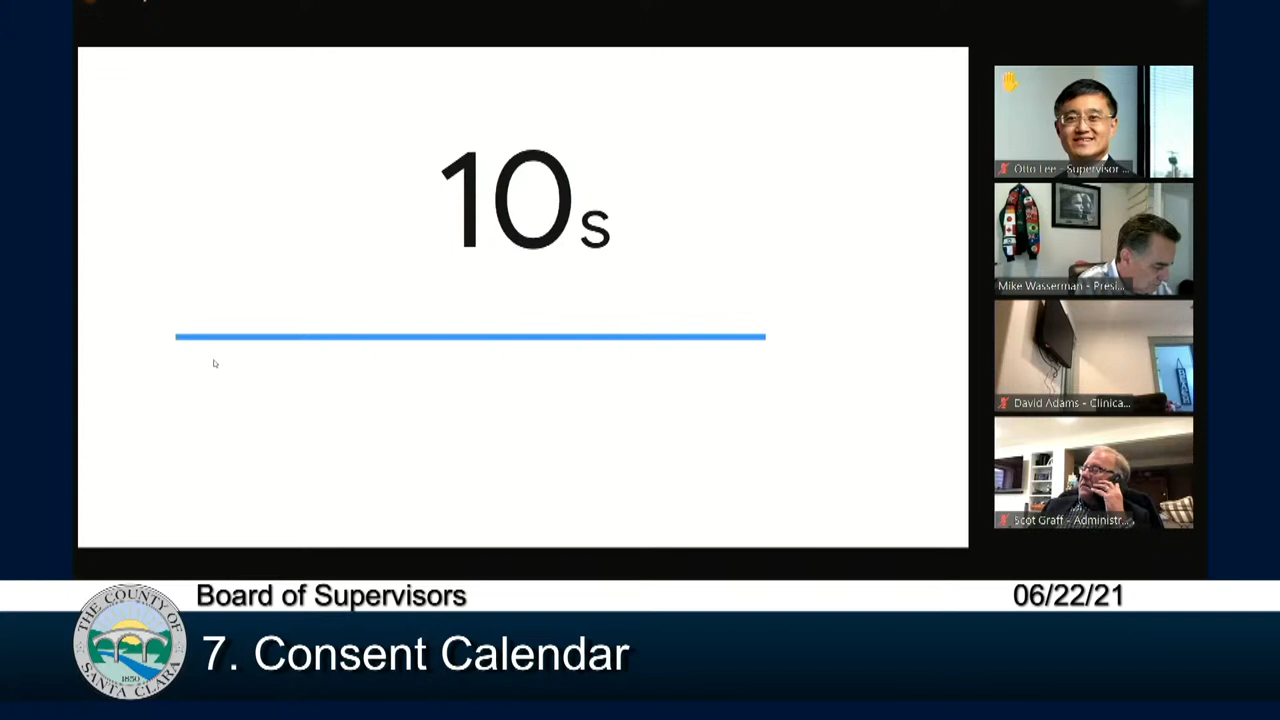 10s
Otto Lee - Supervisor ...
Mike Wasserman - Presi...
David Adams - Clinica...
Scot Graff - Administr...
Board of Supervisors
06/22/21
7. Consent Calendar
THE COUNTY OF
SANTA CLARA
1850